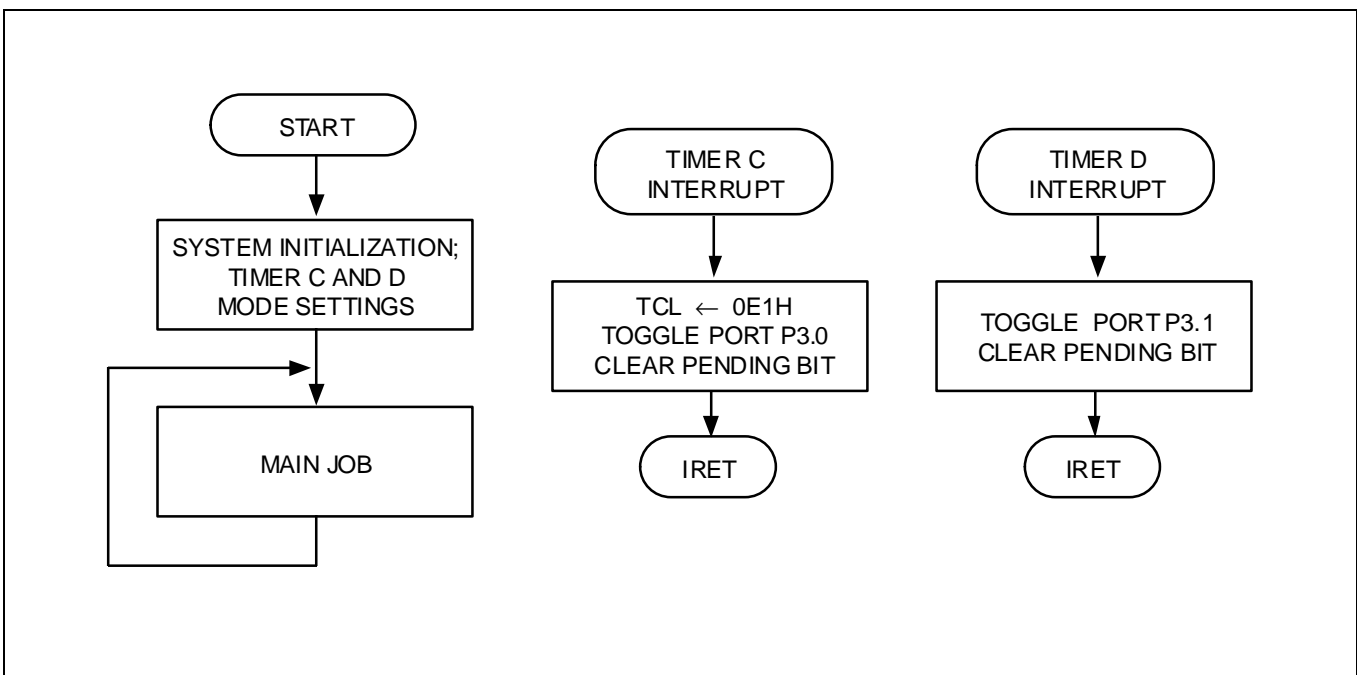 START
SYSTEM INITIALIZATION;
TIMER C AND D
MODE SETTINGS
MAIN JOB
TIMER C
INTERRUPT
TCL ← 0E1H
TOGGLE PORT P3.0
CLEAR PENDING BIT
IRET
TIMER D
INTERRUPT
TOGGLE PORT P3.1
CLEAR PENDING BIT
IRET